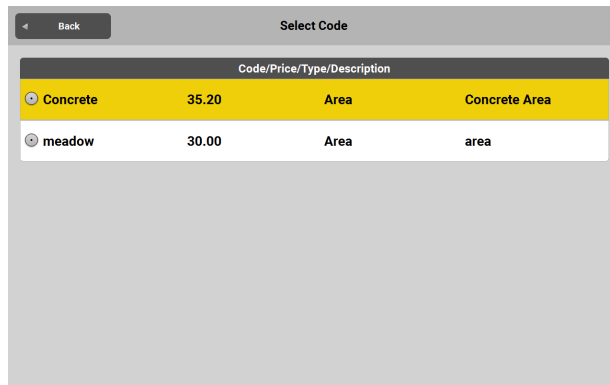 Back
Select Code
Code/Price/Type/Description
Concrete 35.20 Area Concrete Area
meadow 30.00 Area area